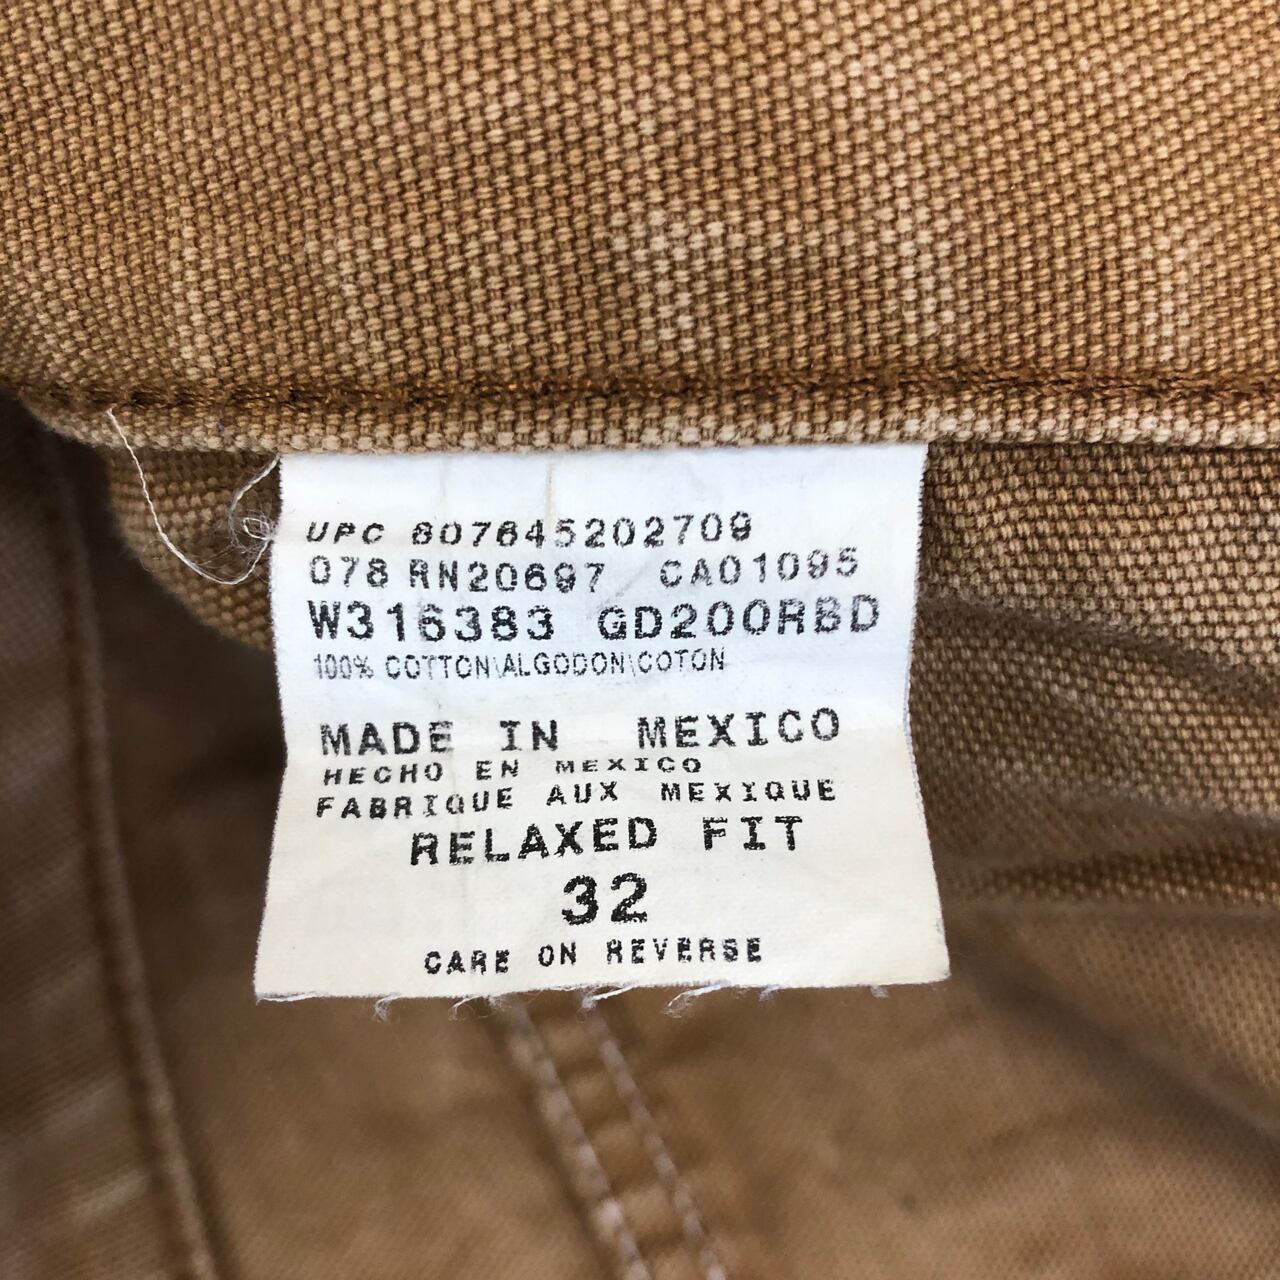 UPC 607645202709
078 RN20697 CA01095
W316383 GD200RBD
100% COTTON\ALGODON\COTON
MADE IN MEXICO
HECHO EN MEXICO
FABRIQUE AUX MEXIQUE
RELAXED FIT
32
CARE ON REVERSE